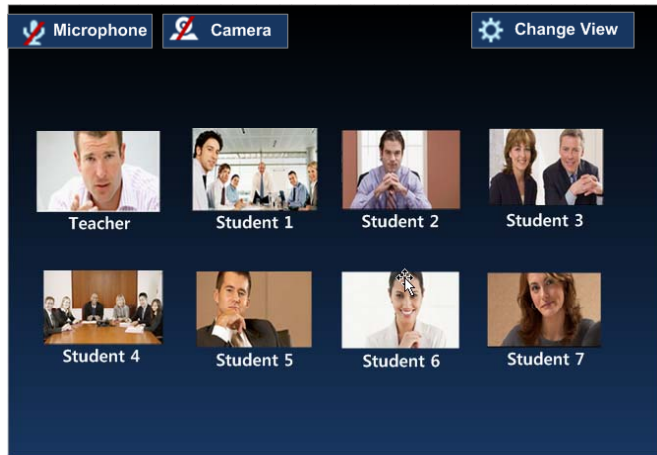 Microphone
Camera
Change View
Teacher
Student 1
Student 2
Student 3
Student 4
Student 5
Student 6
Student 7